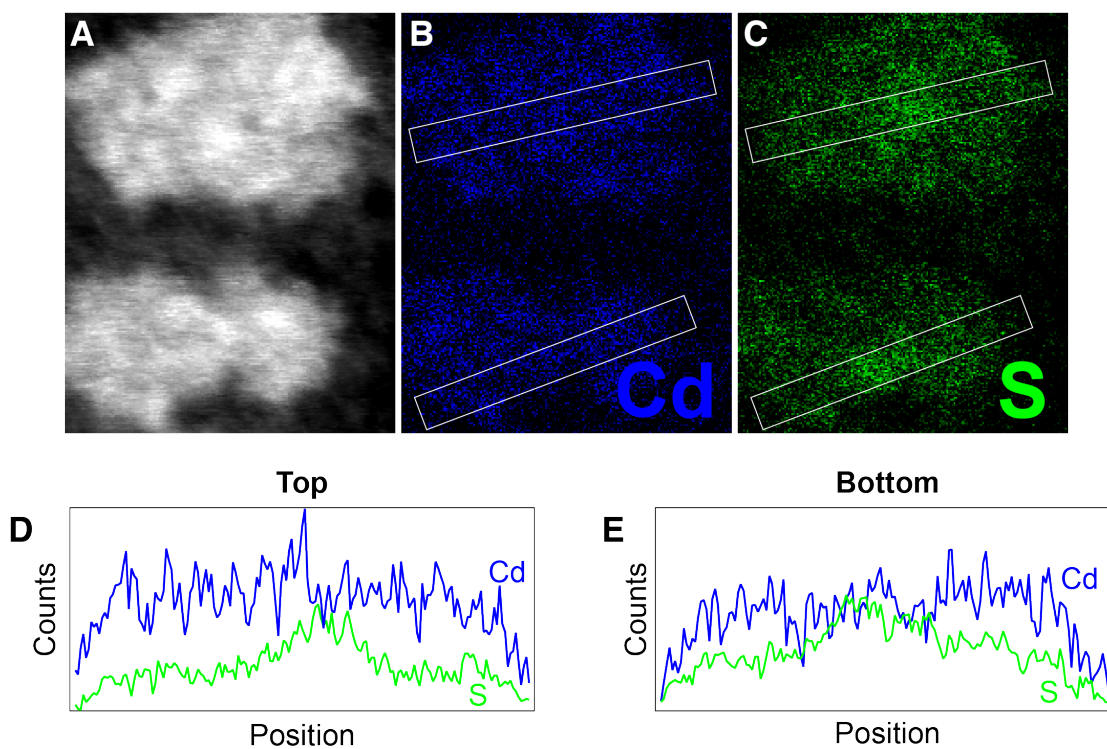 A
B
C
Cd
S
Top
Bottom
D
E
Counts
Cd
S
Position
Counts
Cd
S
Position